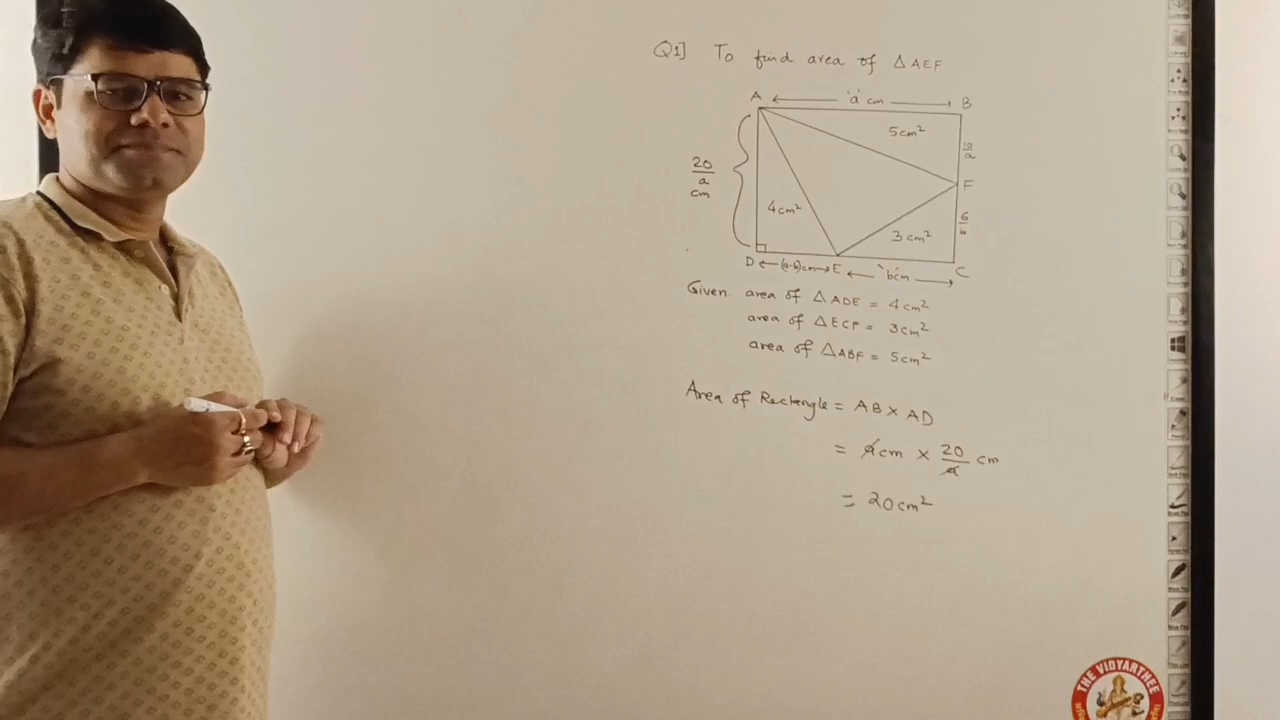 Q1] To find area of △AEF
A ← 'a' cm → B
5cm²
10/a
20/a cm
F
4cm²
6/b
3cm²
D ← (a-b)cm → E ← 'b'cm → C
Given area of △ADE = 4cm²
area of △ECF = 3cm²
area of △ABF = 5cm²
Area of Rectangle = AB × AD
= a cm × 20/a cm
= 20cm²
THE VIDYARTHEE